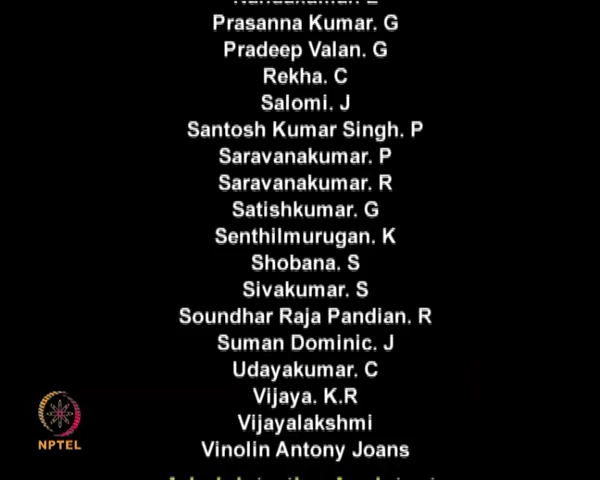 Prasanna Kumar. G
Pradeep Valan. G
Rekha. C
Salomi. J
Santosh Kumar Singh. P
Saravanakumar. P
Saravanakumar. R
Satishkumar. G
Senthilmurugan. K
Shobana. S
Sivakumar. S
Soundhar Raja Pandian. R
Suman Dominic. J
Udayakumar. C
Vijaya. K.R
Vijayalakshmi
Vinolin Antony Joans
NPTEL